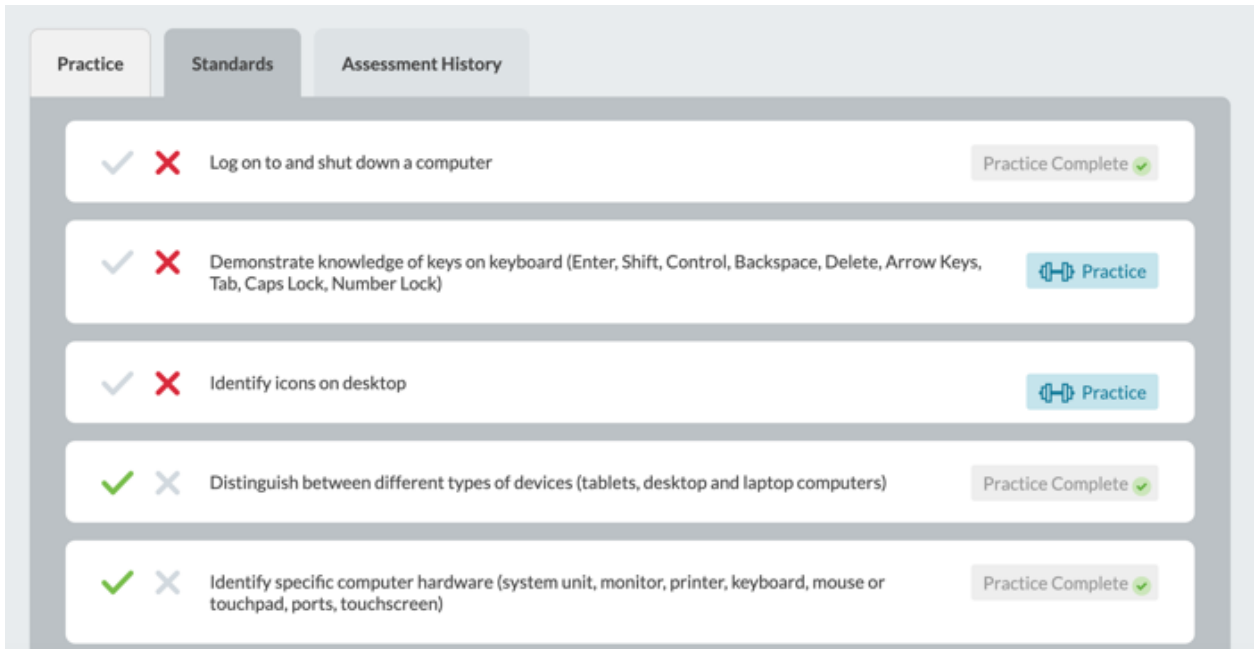 Practice
Standards
Assessment History
Log on to and shut down a computer
Practice Complete
Demonstrate knowledge of keys on keyboard (Enter, Shift, Control, Backspace, Delete, Arrow Keys,
Tab, Caps Lock, Number Lock)
Practice
Identify icons on desktop
Practice
Distinguish between different types of devices (tablets, desktop and laptop computers)
Practice Complete
Identify specific computer hardware (system unit, monitor, printer, keyboard, mouse or
touchpad, ports, touchscreen)
Practice Complete